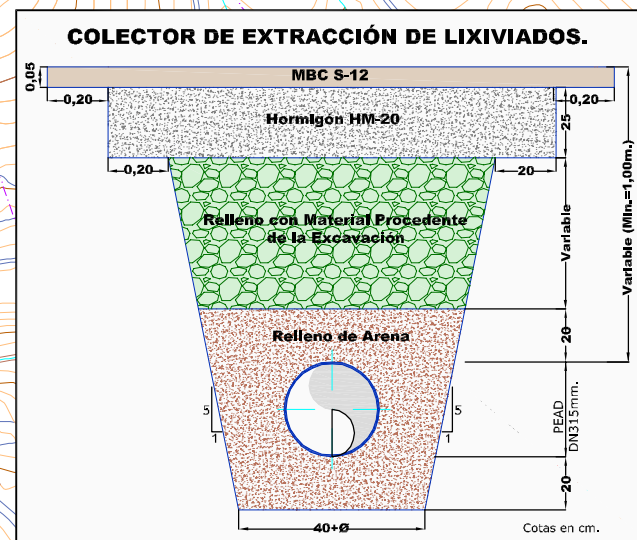 COLECTOR DE EXTRACCIÓN DE LIXIVIADOS.
0,05
MBC S-12
0,20
0,20
Hormigón HM-20
25
0,20
20
Relleno con Material Procedente
de la Excavación
Variable
Variable (Min.=1,00m.)
Relleno de Arena
20
5
1
5
1
PEAD
DN315mm.
20
40+Ø
Cotas en cm.